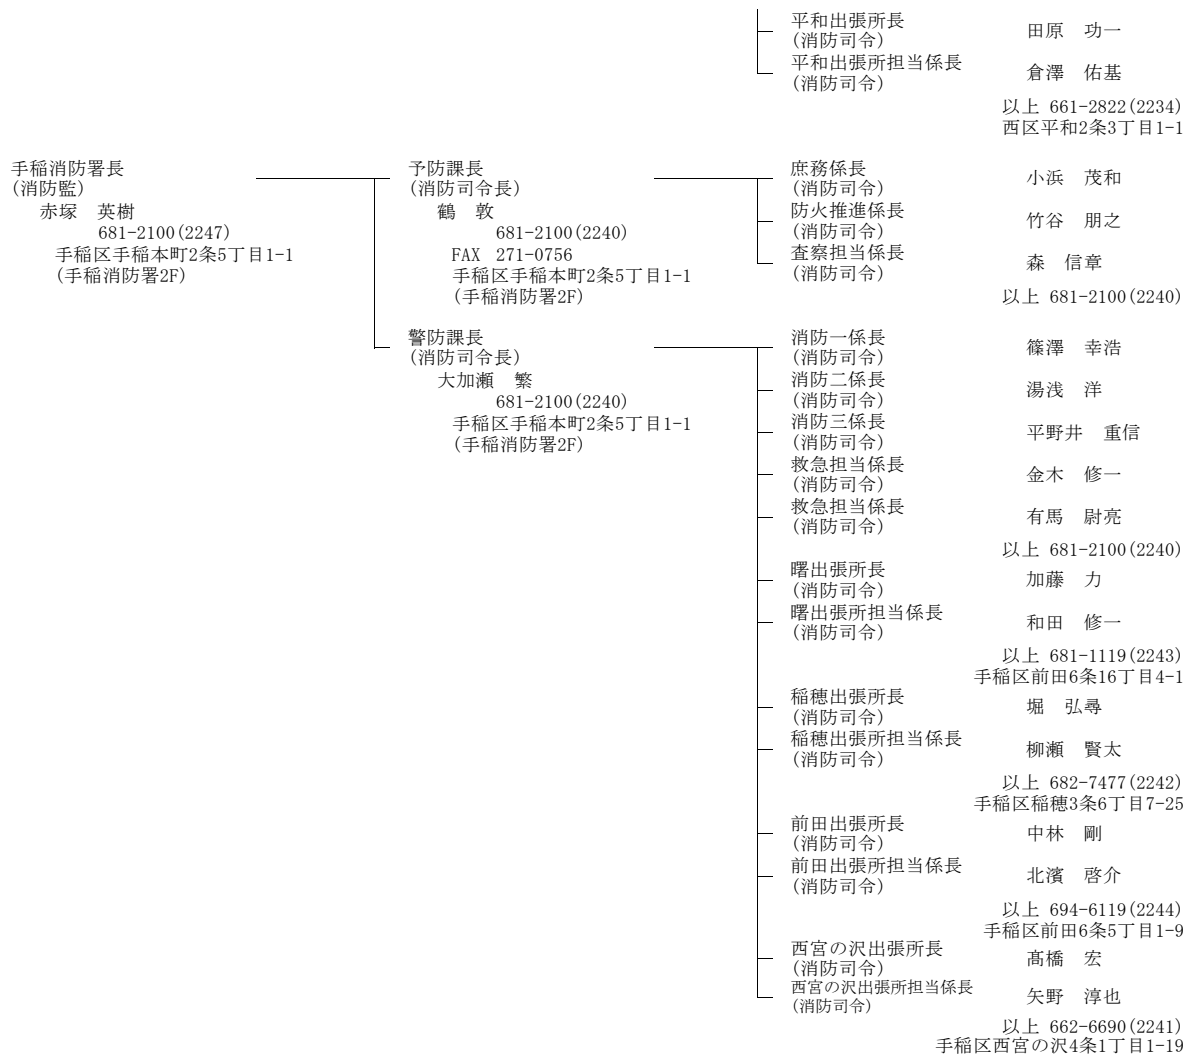 平和出張所長
(消防司令)
田原　功一
平和出張所担当係長
(消防司令)
倉澤　佑基
以上 661-2822(2234)
西区平和2条3丁目1-1
手稲消防署長
(消防監)
赤塚　英樹
681-2100(2247)
手稲区手稲本町2条5丁目1-1
(手稲消防署2F)
予防課長
(消防司令長)
鶴　敦
681-2100(2240)
FAX 271-0756
手稲区手稲本町2条5丁目1-1
(手稲消防署2F)
庶務係長
(消防司令)
小浜　茂和
防火推進係長
(消防司令)
竹谷　朋之
査察担当係長
(消防司令)
森　信章
以上 681-2100(2240)
警防課長
(消防司令長)
大加瀬　繁
681-2100(2240)
手稲区手稲本町2条5丁目1-1
(手稲消防署2F)
消防一係長
(消防司令)
篠澤　幸浩
消防二係長
(消防司令)
湯浅　洋
消防三係長
(消防司令)
平野井　重信
救急担当係長
(消防司令)
金木　修一
救急担当係長
(消防司令)
有馬　尉亮
以上 681-2100(2240)
曙出張所長
(消防司令)
加藤　力
曙出張所担当係長
(消防司令)
和田　修一
以上 681-1119(2243)
手稲区前田6条16丁目4-1
稲穂出張所長
(消防司令)
堀　弘尋
稲穂出張所担当係長
(消防司令)
柳瀬　賢太
以上 682-7477(2242)
手稲区稲穂3条6丁目7-25
前田出張所長
(消防司令)
中林　剛
前田出張所担当係長
(消防司令)
北濱　啓介
以上 694-6119(2244)
手稲区前田6条5丁目1-9
西宮の沢出張所長
(消防司令)
髙橋　宏
西宮の沢出張所担当係長
(消防司令)
矢野　淳也
以上 662-6690(2241)
手稲区西宮の沢4条1丁目1-19